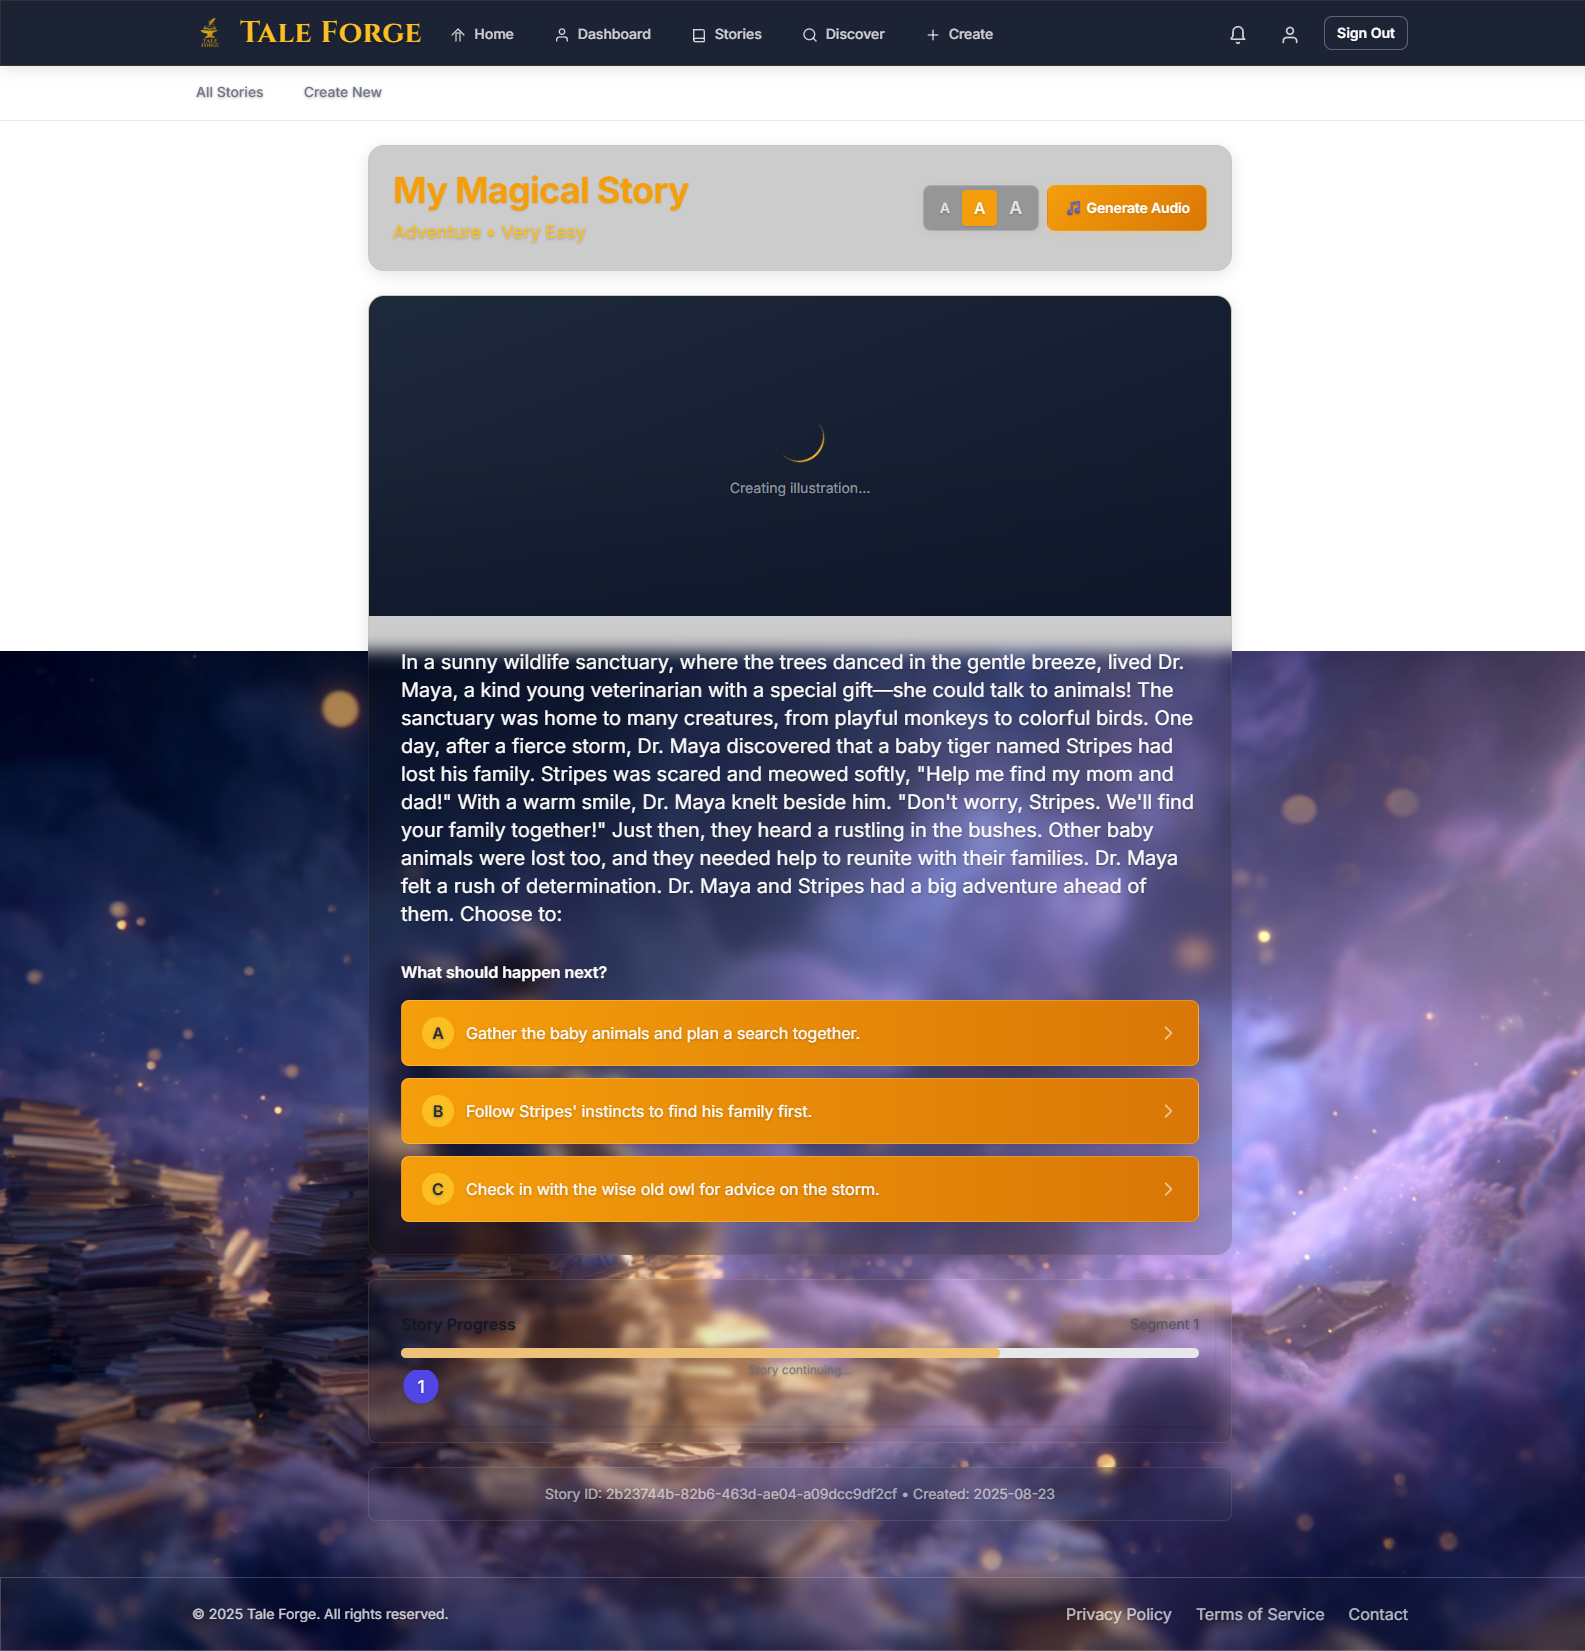 TALE FORGE
Home
Dashboard
Stories
Discover
Create
Sign Out
All Stories
Create New
My Magical Story
Adventure • Very Easy
A
A
A
🎵 Generate Audio
Creating illustration...
In a sunny wildlife sanctuary, where the trees danced in the gentle breeze, lived Dr.
Maya, a kind young veterinarian with a special gift—she could talk to animals! The
sanctuary was home to many creatures, from playful monkeys to colorful birds. One
day, after a fierce storm, Dr. Maya discovered that a baby tiger named Stripes had
lost his family. Stripes was scared and meowed softly, "Help me find my mom and
dad!" With a warm smile, Dr. Maya knelt beside him. "Don't worry, Stripes. We'll find
your family together!" Just then, they heard a rustling in the bushes. Other baby
animals were lost too, and they needed help to reunite with their families. Dr. Maya
felt a rush of determination. Dr. Maya and Stripes had a big adventure ahead of
them. Choose to:
What should happen next?
A Gather the baby animals and plan a search together.
B Follow Stripes' instincts to find his family first.
C Check in with the wise old owl for advice on the storm.
Story Progress
Segment 1
Story continuing...
1
Story ID: 2b23744b-82b6-463d-ae04-a09dcc9df2cf • Created: 2025-08-23
© 2025 Tale Forge. All rights reserved.
Privacy Policy
Terms of Service
Contact